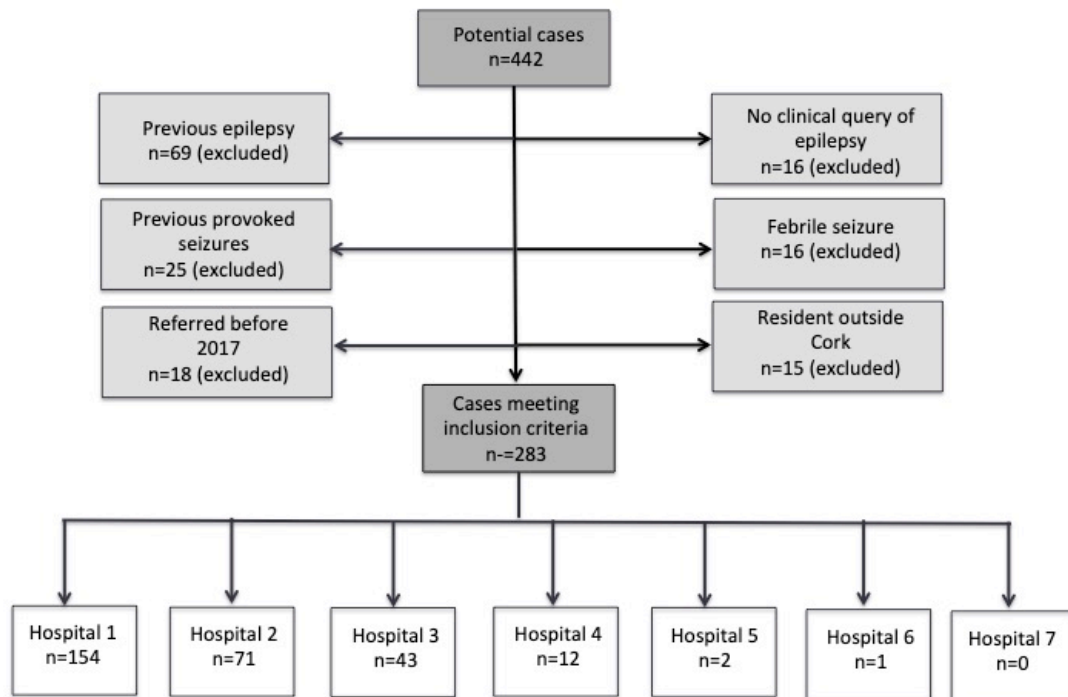 Potential cases
n=442
Previous epilepsy
n=69 (excluded)
No clinical query of
epilepsy
n=16 (excluded)
Previous provoked
seizures
n=25 (excluded)
Febrile seizure
n=16 (excluded)
Referred before
2017
n=18 (excluded)
Resident outside
Cork
n=15 (excluded)
Cases meeting
inclusion criteria
n-=283
Hospital 1
n=154
Hospital 2
n=71
Hospital 3
n=43
Hospital 4
n=12
Hospital 5
n=2
Hospital 6
n=1
Hospital 7
n=0